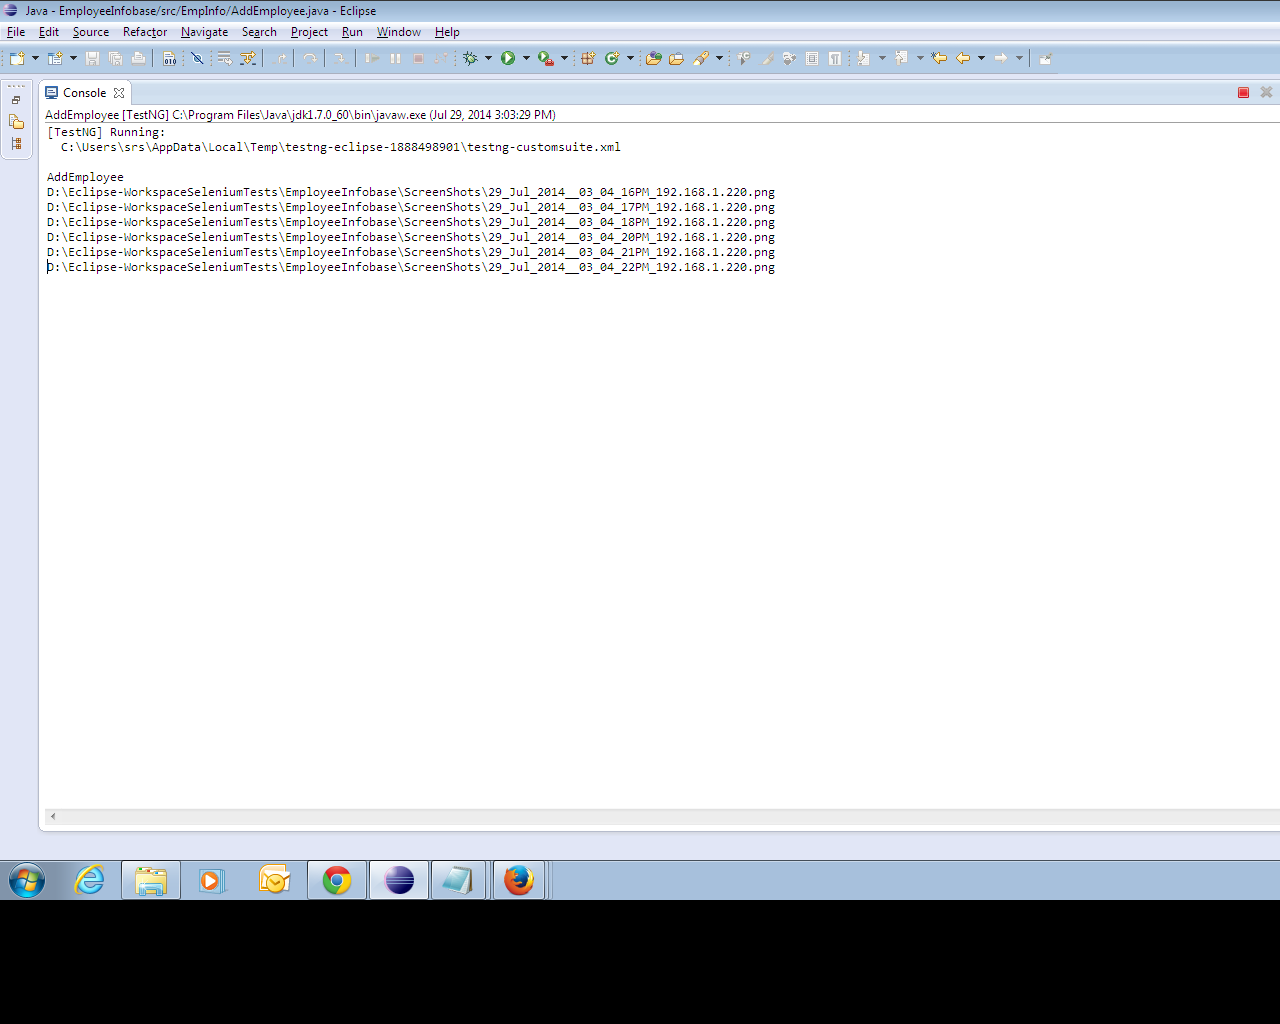 Java - EmployeeInfobase/src/EmpInfo/AddEmployee.java - Eclipse
File Edit Source Refactor Navigate Search Project Run Window Help
Console
AddEmployee [TestNG] C:\Program Files\Java\jdk1.7.0_60\bin\javaw.exe (Jul 29, 2014 3:03:29 PM)
[TestNG] Running:
C:\Users\srs\AppData\Local\Temp\testng-eclipse-1888498901\testng-customsuite.xml
AddEmployee
D:\Eclipse-WorkspaceSeleniumTests\EmployeeInfobase\ScreenShots\29_Jul_2014__03_04_16PM_192.168.1.220.png
D:\Eclipse-WorkspaceSeleniumTests\EmployeeInfobase\ScreenShots\29_Jul_2014__03_04_17PM_192.168.1.220.png
D:\Eclipse-WorkspaceSeleniumTests\EmployeeInfobase\ScreenShots\29_Jul_2014__03_04_18PM_192.168.1.220.png
D:\Eclipse-WorkspaceSeleniumTests\EmployeeInfobase\ScreenShots\29_Jul_2014__03_04_20PM_192.168.1.220.png
D:\Eclipse-WorkspaceSeleniumTests\EmployeeInfobase\ScreenShots\29_Jul_2014__03_04_21PM_192.168.1.220.png
D:\Eclipse-WorkspaceSeleniumTests\EmployeeInfobase\ScreenShots\29_Jul_2014__03_04_22PM_192.168.1.220.png